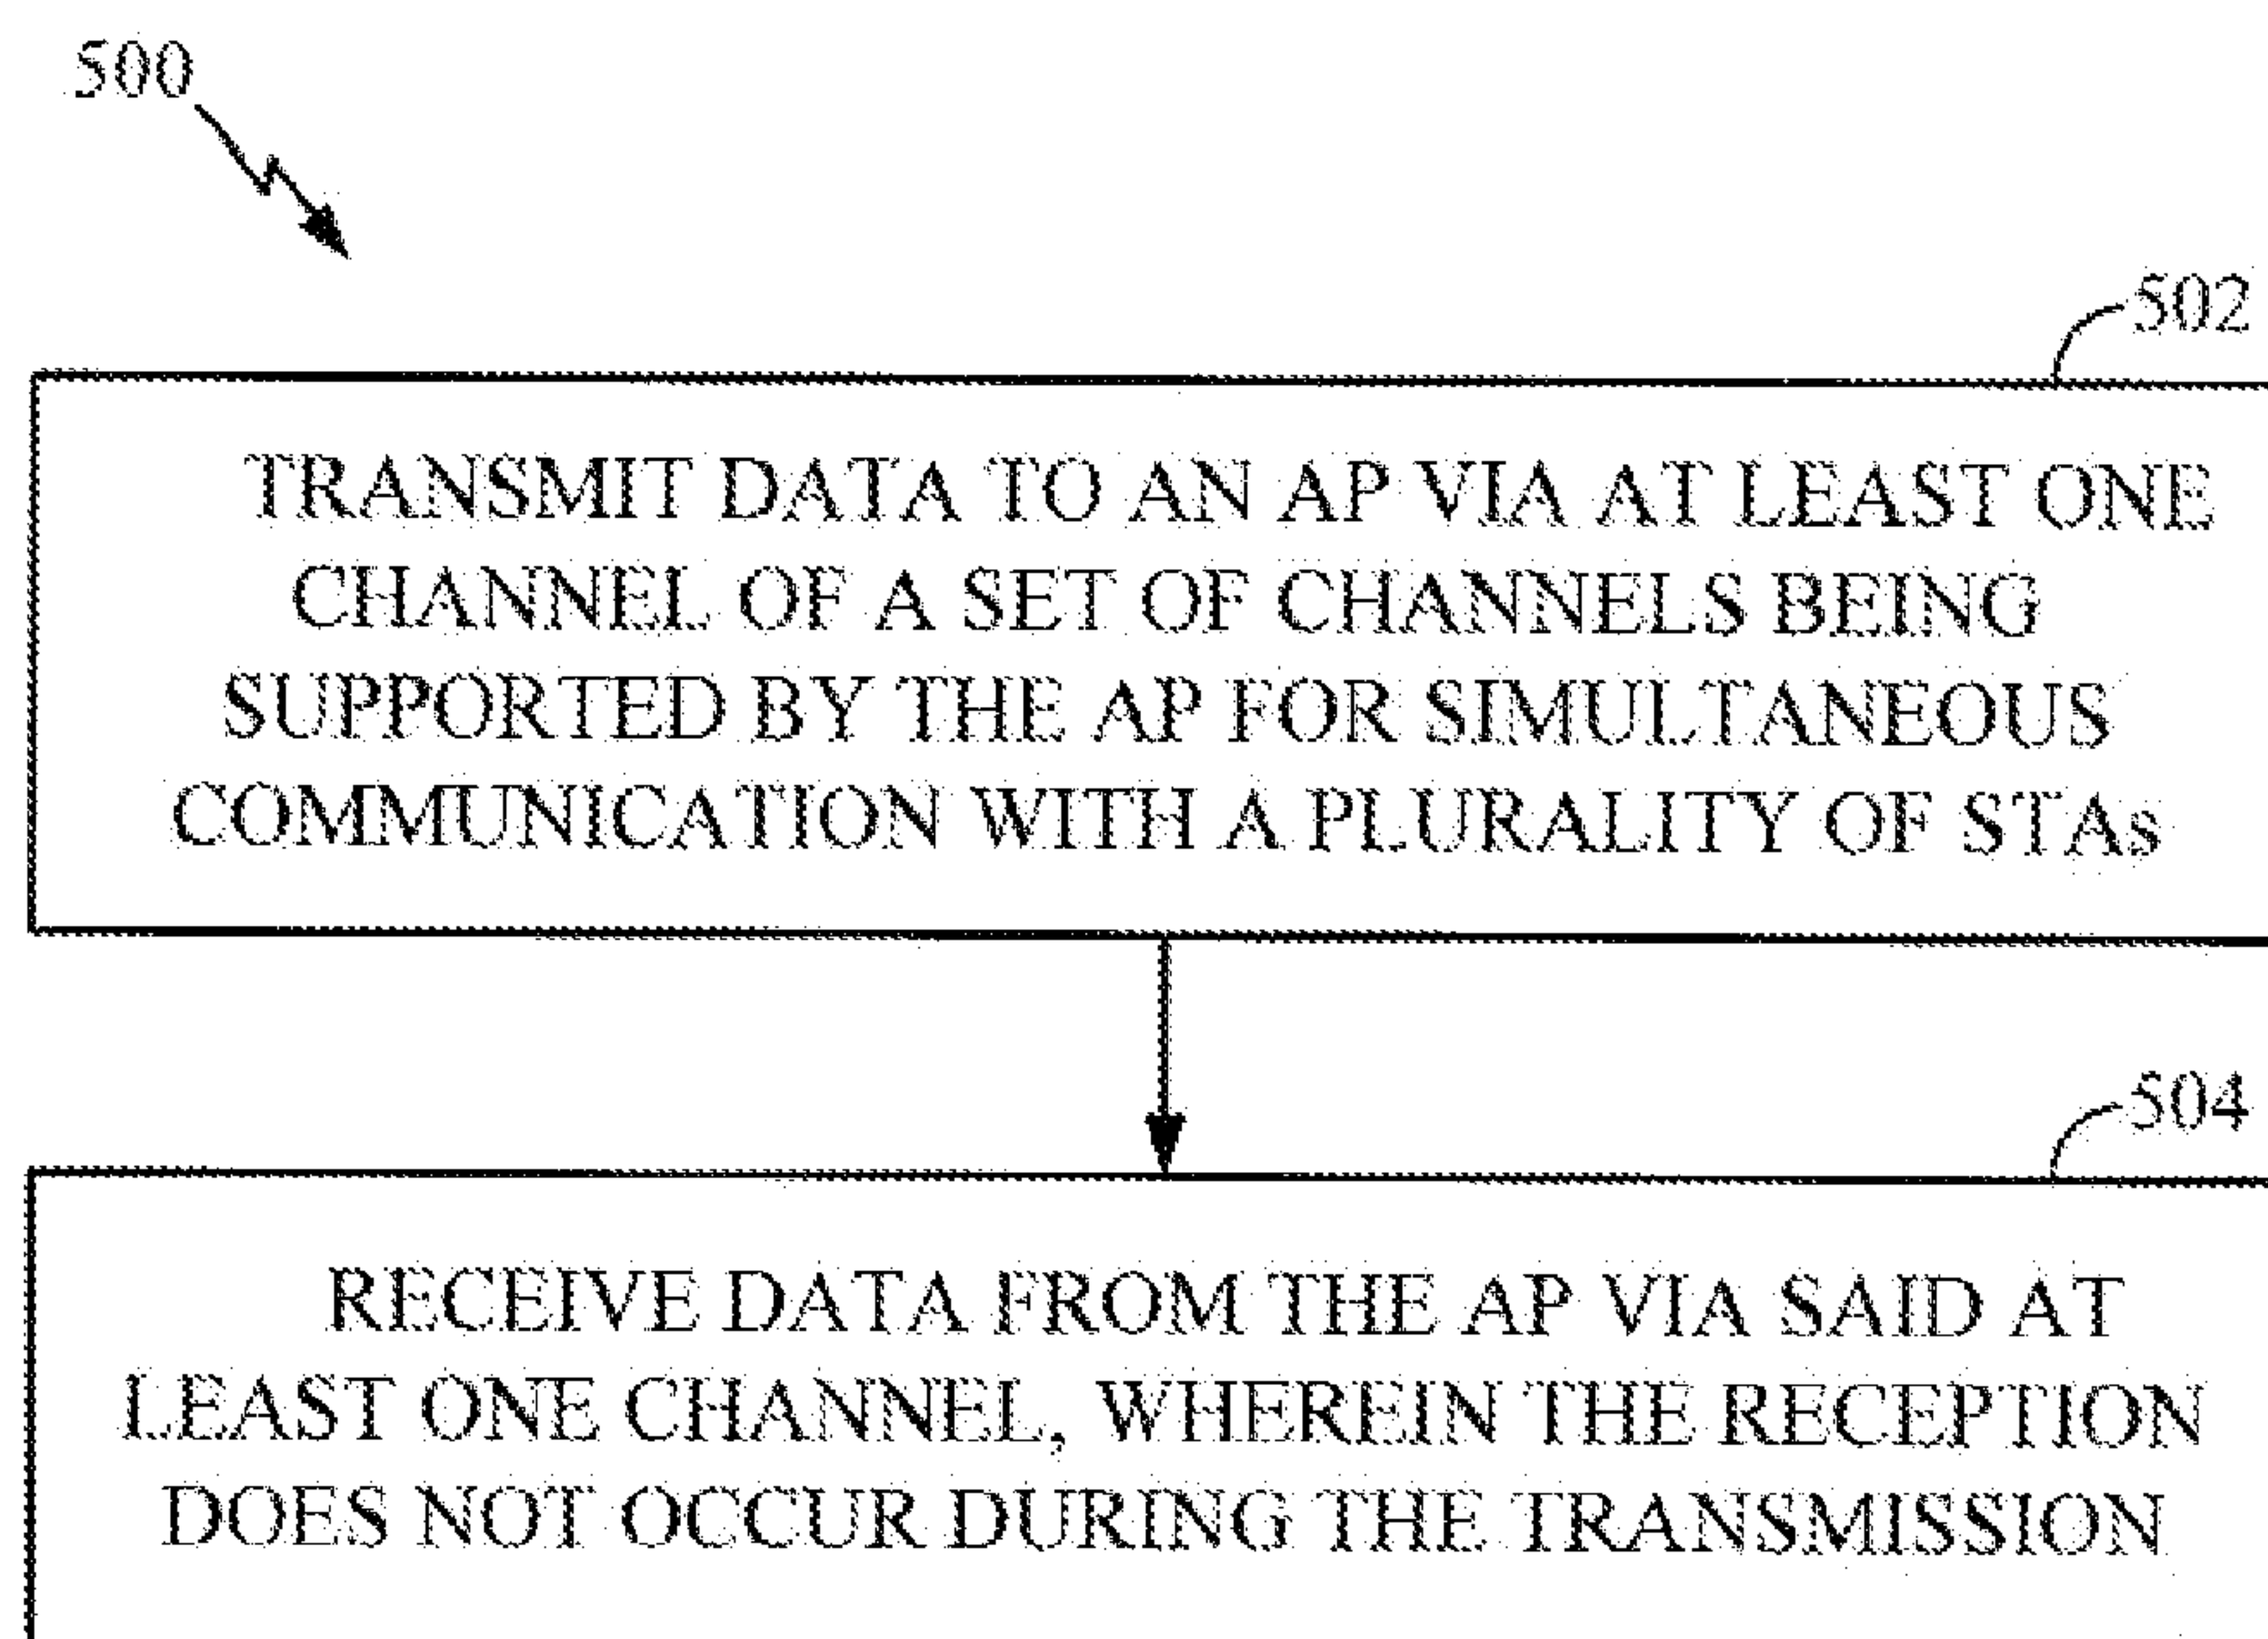 500
502
TRANSMIT DATA TO AN AP VIA AT LEAST ONE
CHANNEL OF A SET OF CHANNELS BEING
SUPPORTED BY THE AP FOR SIMULTANEOUS
COMMUNICATION WITH A PLURALITY OF STAs
504
RECEIVE DATA FROM THE AP VIA SAID AT
LEAST ONE CHANNEL, WHEREIN THE RECEPTION
DOES NOT OCCUR DURING THE TRANSMISSION